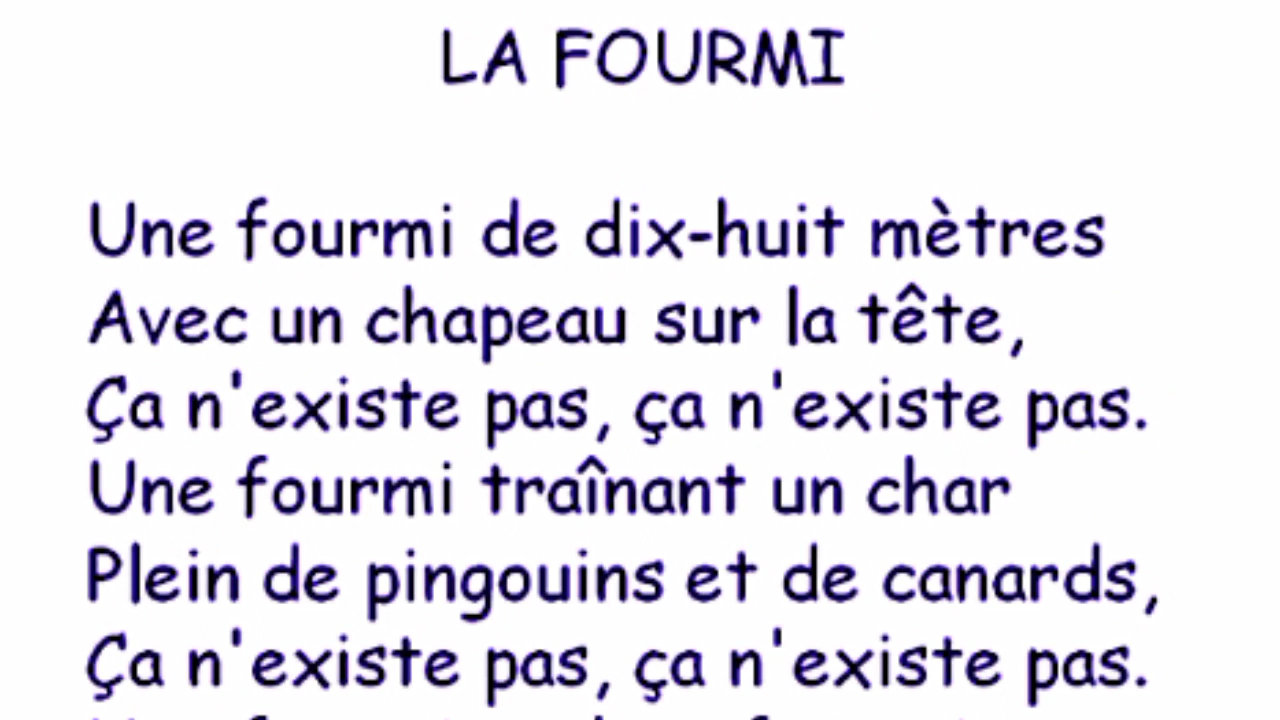 LA FOURMI
Une fourmi de dix-huit mètres
Avec un chapeau sur la tête,
Ça n'existe pas, ça n'existe pas.
Une fourmi traînant un char
Plein de pingouins et de canards,
Ça n'existe pas, ça n'existe pas.